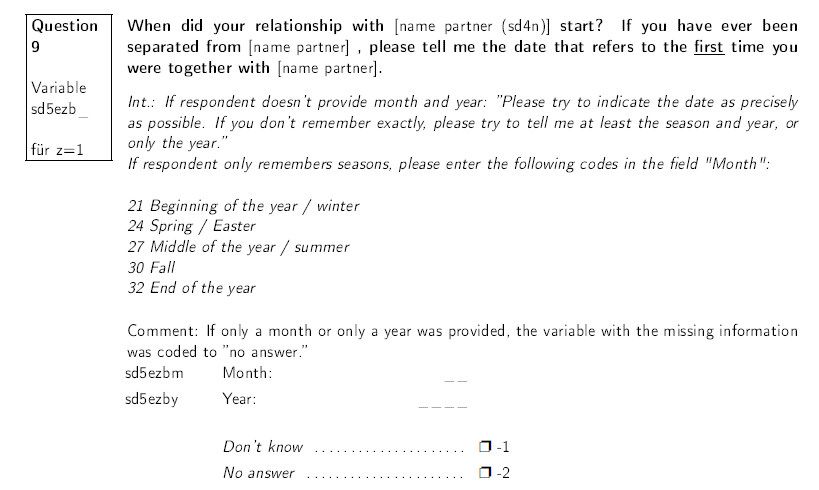 Question
9
Variable
sd5ezb_
für z=1
When did your relationship with [name partner (sd4n)] start? If you have ever been
separated from [name partner] , please tell me the date that refers to the first time you
were together with [name partner].
Int.: If respondent doesn't provide month and year: "Please try to indicate the date as precisely
as possible. If you don't remember exactly, please try to tell me at least the season and year, or
only the year."
If respondent only remembers seasons, please enter the following codes in the field "Month":
21 Beginning of the year / winter
24 Spring / Easter
27 Middle of the year / summer
30 Fall
32 End of the year
Comment: If only a month or only a year was provided, the variable with the missing information
was coded to "no answer."
sd5ezbm Month: _ _
sd5ezby Year: _ _ _ _
Don't know ..................... ❒ -1
No answer ...................... ❒ -2